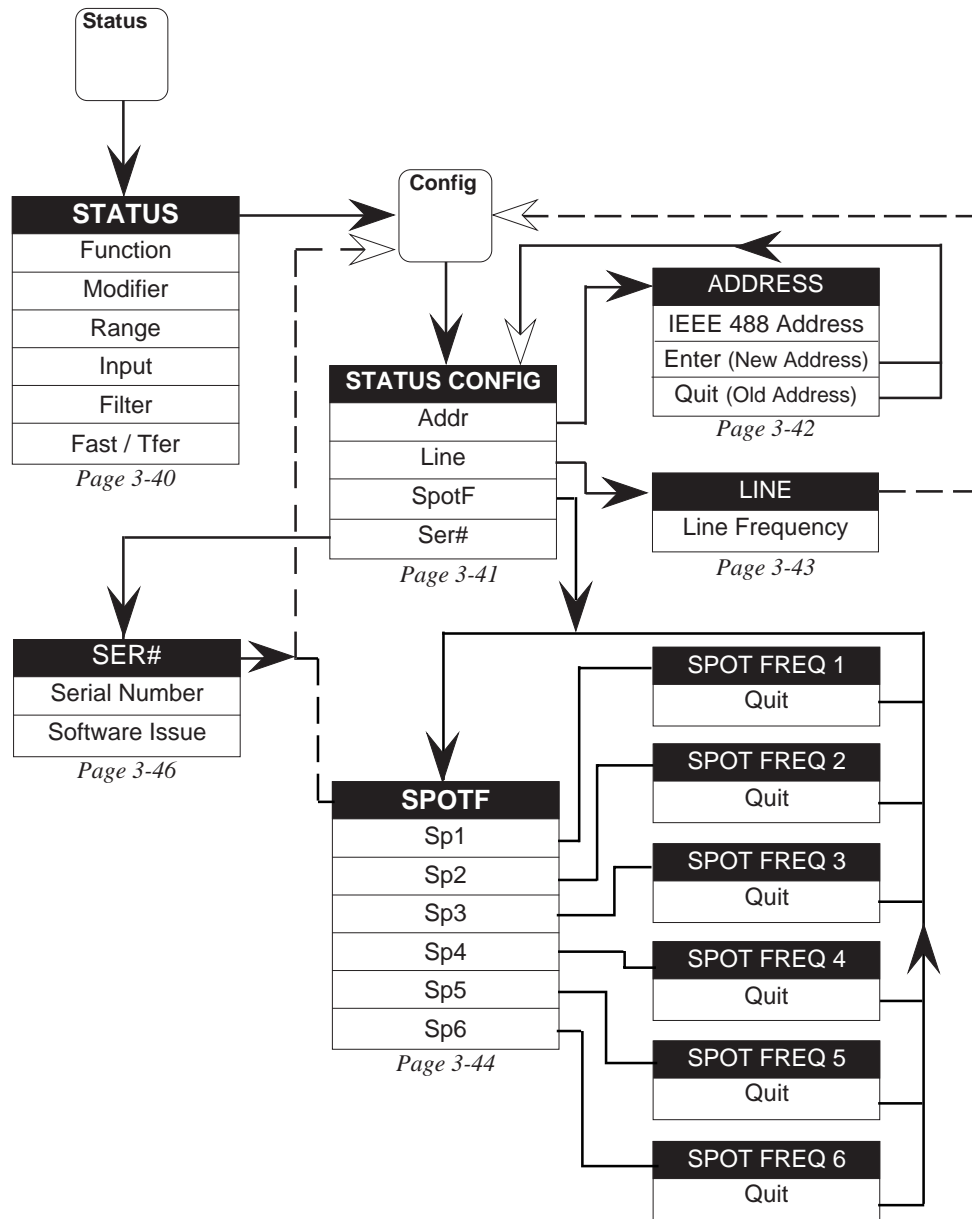 Status
Config
STATUS
Function
Modifier
Range
Input
Filter
Fast / Tfer
Page 3-40
STATUS CONFIG
Addr
Line
SpotF
Ser#
Page 3-41
ADDRESS
IEEE 488 Address
Enter (New Address)
Quit (Old Address)
Page 3-42
LINE
Line Frequency
Page 3-43
SER#
Serial Number
Software Issue
Page 3-46
SPOTF
Sp1
Sp2
Sp3
Sp4
Sp5
Sp6
Page 3-44
SPOT FREQ 1
Quit
SPOT FREQ 2
Quit
SPOT FREQ 3
Quit
SPOT FREQ 4
Quit
SPOT FREQ 5
Quit
SPOT FREQ 6
Quit